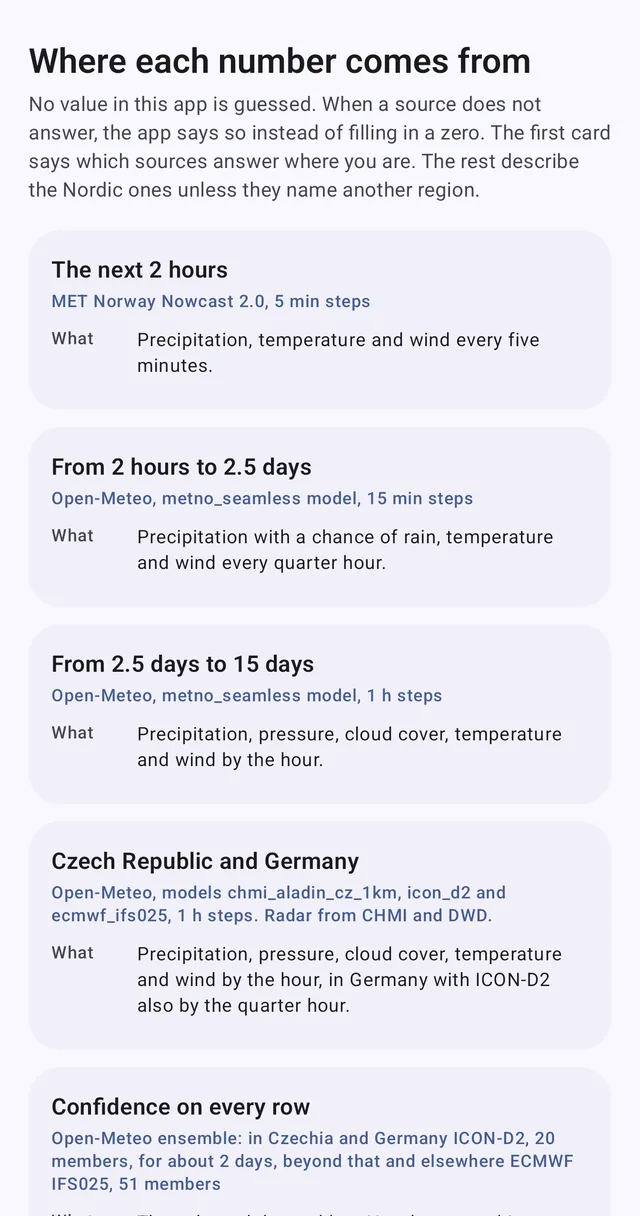 Where each number comes from
No value in this app is guessed. When a source does not
answer, the app says so instead of filling in a zero. The first card
says which sources answer where you are. The rest describe
the Nordic ones unless they name another region.
The next 2 hours
MET Norway Nowcast 2.0, 5 min steps
What Precipitation, temperature and wind every five
minutes.
From 2 hours to 2.5 days
Open-Meteo, metno_seamless model, 15 min steps
What Precipitation with a chance of rain, temperature
and wind every quarter hour.
From 2.5 days to 15 days
Open-Meteo, metno_seamless model, 1 h steps
What Precipitation, pressure, cloud cover, temperature
and wind by the hour.
Czech Republic and Germany
Open-Meteo, models chmi_aladin_cz_1km, icon_d2 and
ecmwf_ifs025, 1 h steps. Radar from CHMI and DWD.
What Precipitation, pressure, cloud cover, temperature
and wind by the hour, in Germany with ICON-D2
also by the quarter hour.
Confidence on every row
Open-Meteo ensemble: in Czechia and Germany ICON-D2, 20
members, for about 2 days, beyond that and elsewhere ECMWF
IFS025, 51 members